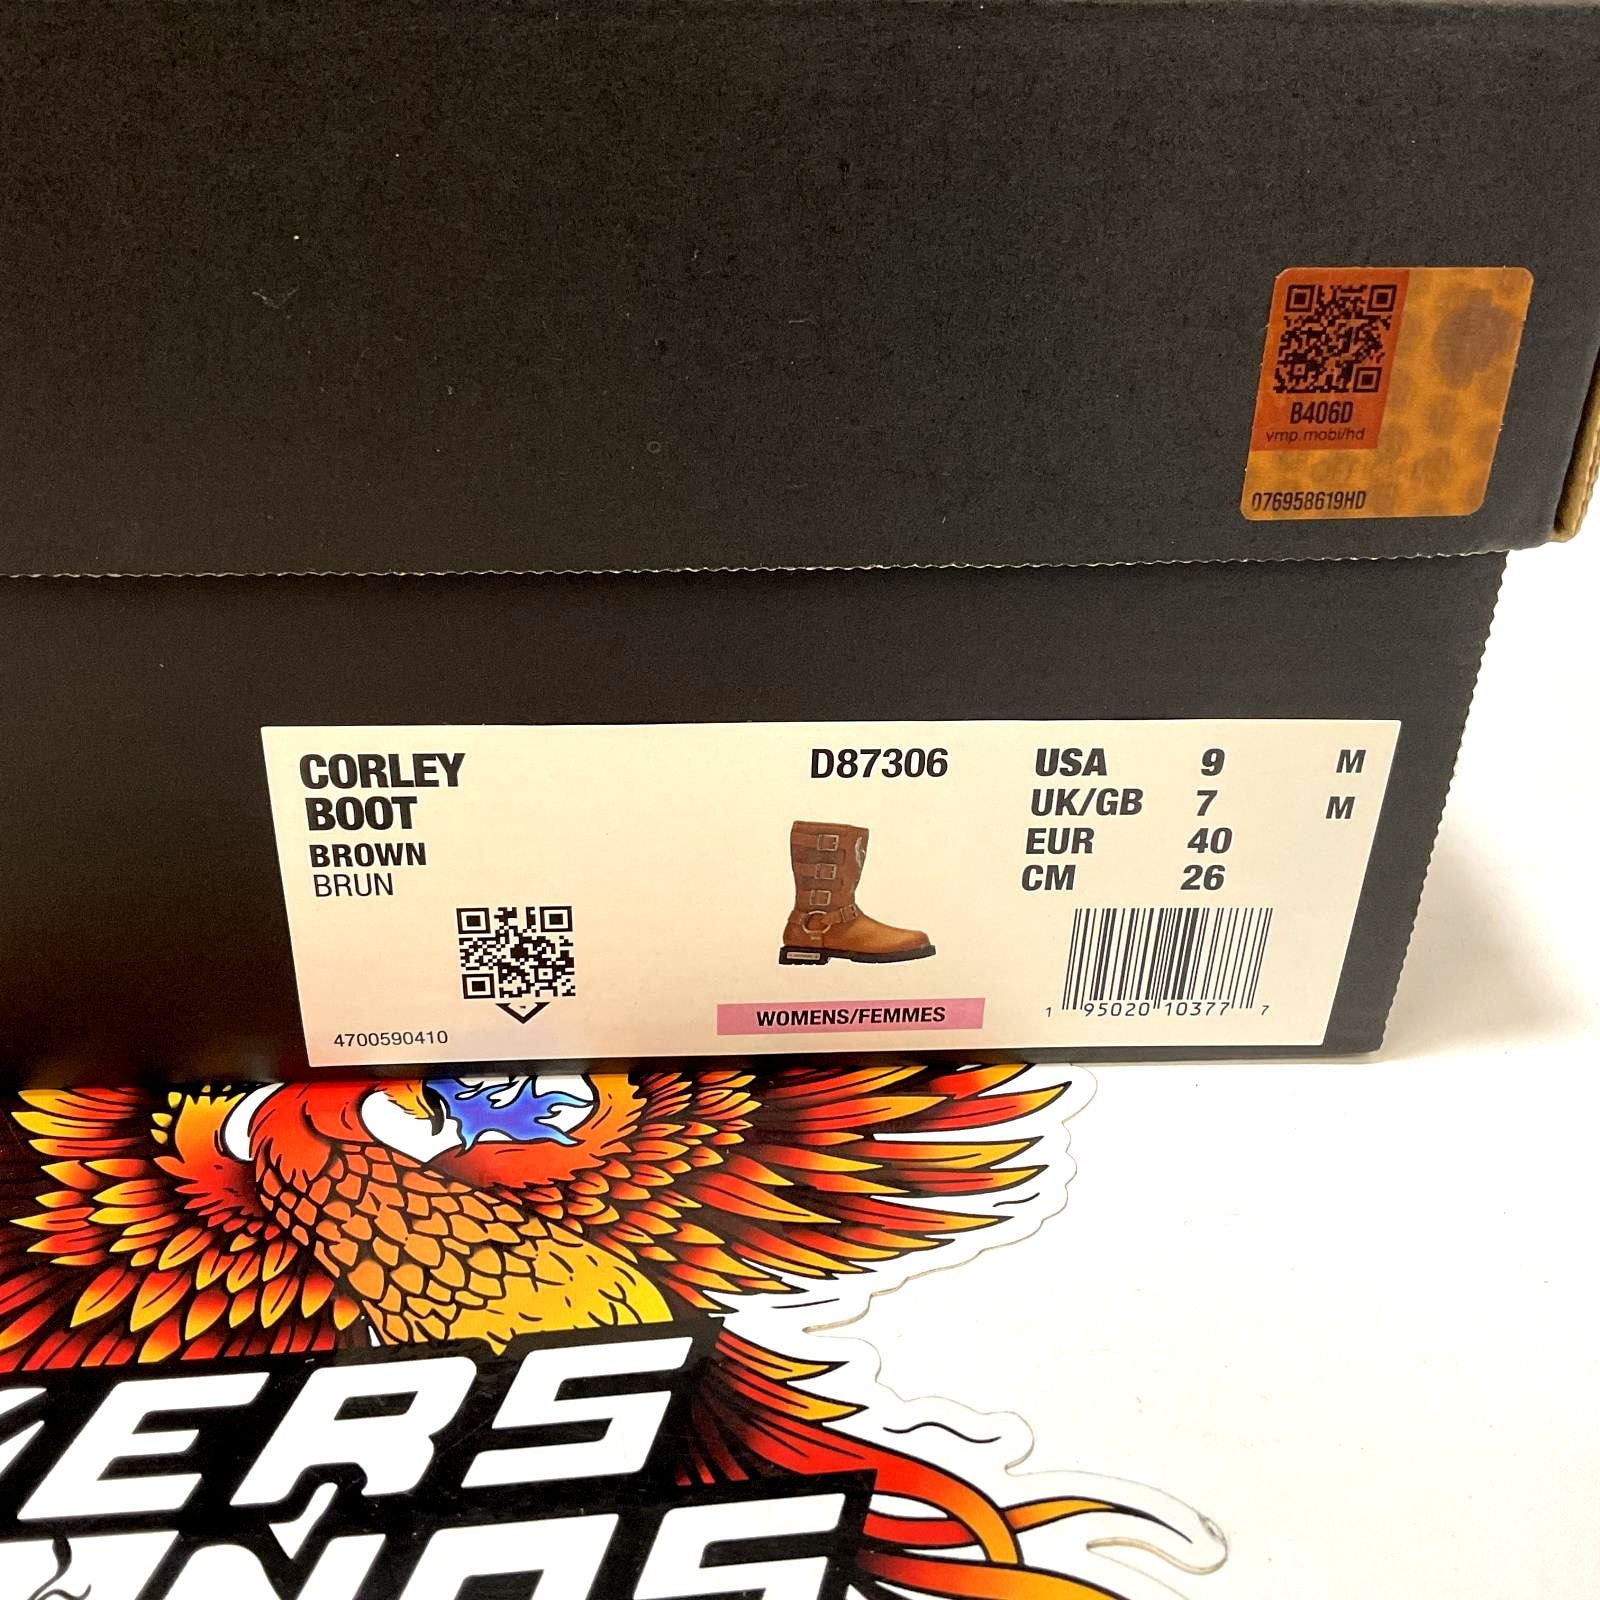 B406D
vmp.mobi/hd
076958619HD
CORLEY
BOOT
BROWN
BRUN
4700590410
D87306
WOMENS/FEMMES
USA 9 M
UK/GB 7 M
EUR 40
CM 26
1 95020 10377 7
KERS